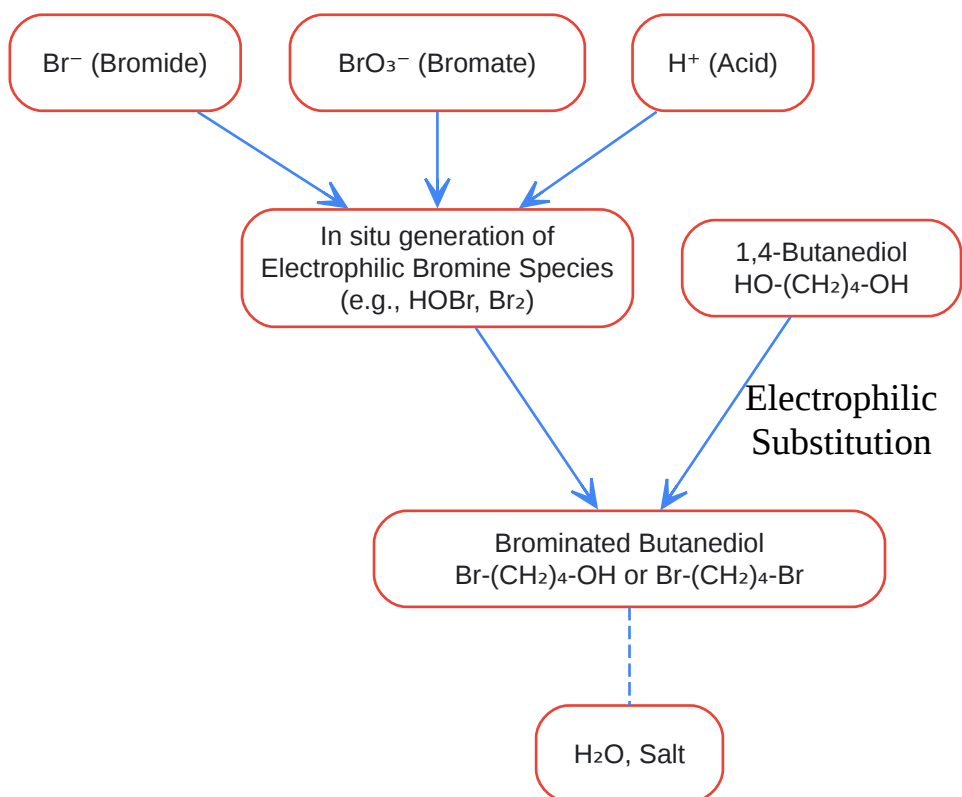 Br⁻ (Bromide)
BrO₃⁻ (Bromate)
H⁺ (Acid)
In situ generation of
Electrophilic Bromine Species
(e.g., HOBr, Br₂)
1,4-Butanediol
HO-(CH₂)₄-OH
Electrophilic
Substitution
Brominated Butanediol
Br-(CH₂)₄-OH or Br-(CH₂)₄-Br
H₂O, Salt